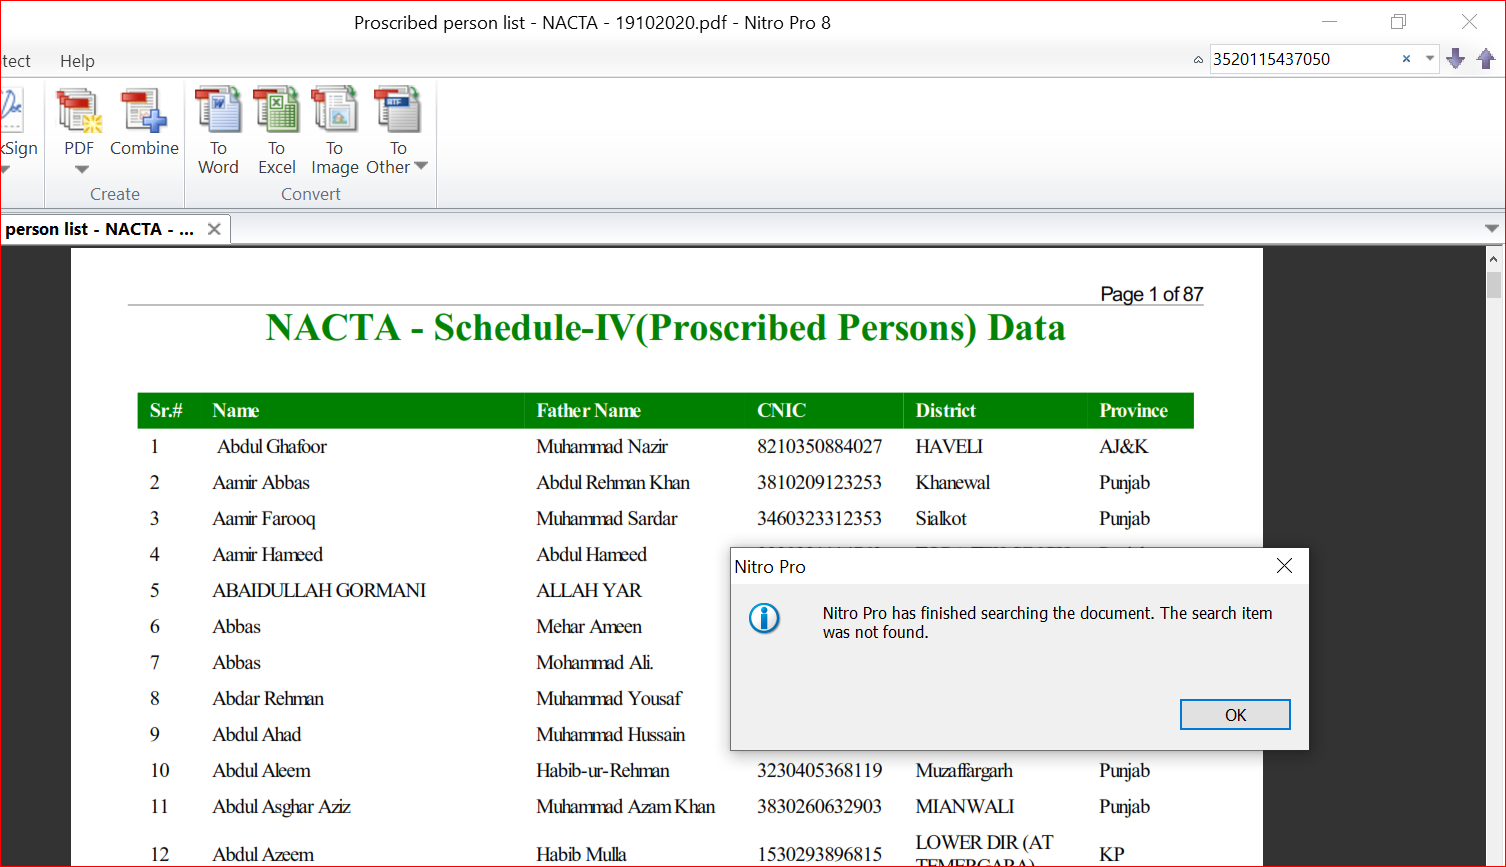 Proscribed person list - NACTA - 19102020.pdf - Nitro Pro 8
tect Help 3520115437050
Sign PDF Combine To Word To Excel To Image To Other
Create Convert
person list - NACTA - ...
Page 1 of 87
NACTA - Schedule-IV(Proscribed Persons) Data
Sr.# Name Father Name CNIC District Province
1 Abdul Ghafoor Muhammad Nazir 8210350884027 HAVELI AJ&K
2 Aamir Abbas Abdul Rehman Khan 3810209123253 Khanewal Punjab
3 Aamir Farooq Muhammad Sardar 3460323312353 Sialkot Punjab
4 Aamir Hameed Abdul Hameed
5 ABAIDULLAH GORMANI ALLAH YAR
6 Abbas Mehar Ameen
7 Abbas Mohammad Ali.
8 Abdar Rehman Muhammad Yousaf
9 Abdul Ahad Muhammad Hussain
10 Abdul Aleem Habib-ur-Rehman 3230405368119 Muzaffargarh Punjab
11 Abdul Asghar Aziz Muhammad Azam Khan 3830260632903 MIANWALI Punjab
12 Abdul Azeem Habib Mulla 1530293896815 LOWER DIR (AT TEMERGARA) KP
Nitro Pro
Nitro Pro has finished searching the document. The search item
was not found.
OK